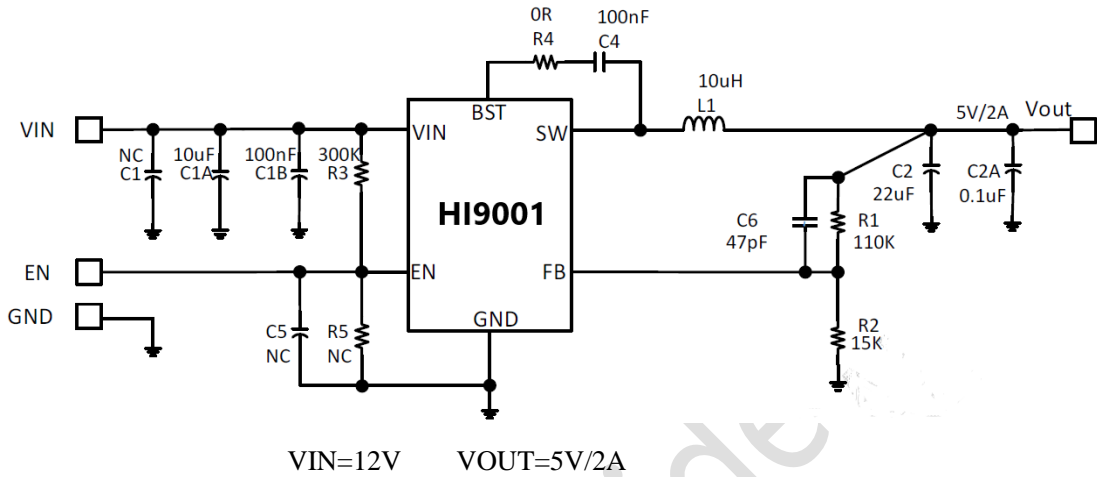 0R
R4
100nF
C4
10uH
L1
5V/2A
Vout
BST
VIN
VIN
SW
NC
C1
10uF
C1A
100nF
C1B
300K
R3
HI9001
C2
22uF
C2A
0.1uF
C6
47pF
R1
110K
EN
EN
FB
GND
GND
C5
NC
R5
NC
R2
15K
VIN=12V VOUT=5V/2A